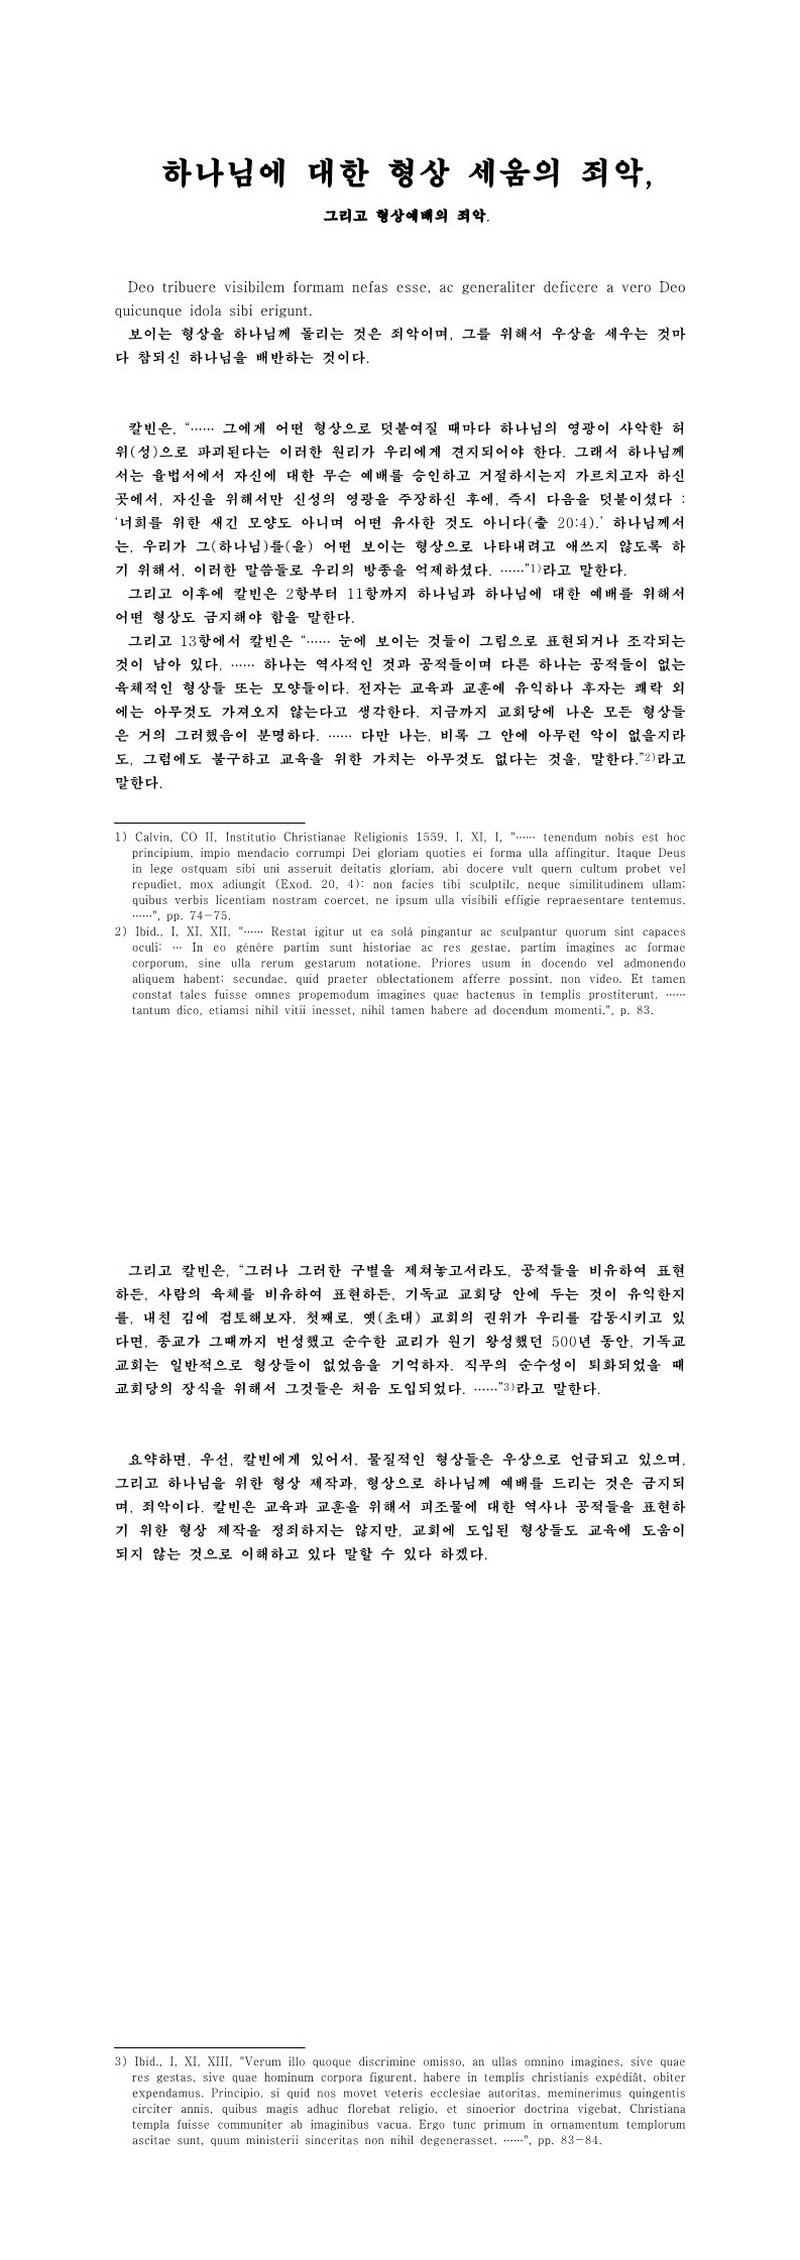 하나님에 대한 형상 세움의 죄악,
그리고 형상예배의 죄악.
Deo tribuere visibilem formam nefas esse, ac generaliter deficere a vero Deo
quicunque idola sibi erigunt.
보이는 형상을 하나님께 돌리는 것은 죄악이며, 그를 위해서 우상을 세우는 것마
다 참되신 하나님을 배반하는 것이다.
칼빈은, “…… 그에게 어떤 형상으로 덧붙여질 때마다 하나님의 영광이 사악한 허
위(성)으로 파괴된다는 이러한 원리가 우리에게 견지되어야 한다. 그래서 하나님께
서는 율법서에서 자신에 대한 무슨 예배를 승인하고 거절하시는지 가르치고자 하신
곳에서, 자신을 위해서만 신성의 영광을 주장하신 후에, 즉시 다음을 덧붙이셨다 :
‘너희를 위한 새긴 모양도 아니며 어떤 유사한 것도 아니다(출 20:4).’ 하나님께서
는, 우리가 그(하나님)를(을) 어떤 보이는 형상으로 나타내려고 애쓰지 않도록 하
기 위해서, 이러한 말씀들로 우리의 방종을 억제하셨다. ……”1)라고 말한다.
그리고 이후에 칼빈은 2항부터 11항까지 하나님과 하나님에 대한 예배를 위해서
어떤 형상도 금지해야 함을 말한다.
그리고 13항에서 칼빈은 “…… 눈에 보이는 것들이 그림으로 표현되거나 조각되는
것이 남아 있다. …… 하나는 역사적인 것과 공적들이며 다른 하나는 공적들이 없는
육체적인 형상들 또는 모양들이다. 전자는 교육과 교훈에 유익하나 후자는 쾌락 외
에는 아무것도 가져오지 않는다고 생각한다. 지금까지 교회당에 나온 모든 형상들
은 거의 그러했음이 분명하다. …… 다만 나는, 비록 그 안에 아무런 악이 없을지라
도, 그럼에도 불구하고 교육을 위한 가치는 아무것도 없다는 것을, 말한다.”2)라고
말한다.
1) Calvin, CO II, Institutio Christianae Religionis 1559, I, XI, I, "…… tenendum nobis est hoc
principium, impio mendacio corrumpi Dei gloriam quoties ei forma ulla affingitur. Itaque Deus
in lege ostquam sibi uni asseruit deitatis gloriam, abi docere vult quern cultum probet vel
repudiet, mox adiungit (Exod. 20, 4): non facies tibi sculptilc, neque similitudinem ullam:
quibus verbis licentiam nostram coercet, ne ipsum ulla visibili effigie repraesentare tentemus.
……", pp. 74-75.
2) Ibid., I, XI, XII, "…… Restat igitur ut ea solá pingantur ac sculpantur quorum sint capaces
oculi: … In eo génère partim sunt historiae ac res gestae, partim imagines ac formae
corporum, sine ulla rerum gestarum notatione. Priores usum in docendo vel admonendo
aliquem habent: secundae, quid praeter oblectationem afferre possint, non video. Et tamen
constat tales fuisse omnes propemodum imagines quae hactenus in templis prostiterunt. ……
tantum dico, etiamsi nihil vitii inesset, nihil tamen habere ad docendum momenti.", p. 83.
그리고 칼빈은, “그러나 그러한 구별을 제쳐놓고서라도, 공적들을 비유하여 표현
하든, 사람의 육체를 비유하여 표현하든, 기독교 교회당 안에 두는 것이 유익한지
를, 내친 김에 검토해보자. 첫째로, 옛(초대) 교회의 권위가 우리를 감동시키고 있
다면, 종교가 그때까지 번성했고 순수한 교리가 원기 왕성했던 500년 동안, 기독교
교회는 일반적으로 형상들이 없었음을 기억하자. 직무의 순수성이 퇴화되었을 때
교회당의 장식을 위해서 그것들은 처음 도입되었다. ……”3)라고 말한다.
요약하면, 우선, 칼빈에게 있어서, 물질적인 형상들은 우상으로 언급되고 있으며,
그리고 하나님을 위한 형상 제작과, 형상으로 하나님께 예배를 드리는 것은 금지되
며, 죄악이다. 칼빈은 교육과 교훈을 위해서 피조물에 대한 역사나 공적들을 표현하
기 위한 형상 제작을 정죄하지는 않지만, 교회에 도입된 형상들도 교육에 도움이
되지 않는 것으로 이해하고 있다 말할 수 있다 하겠다.
3) Ibid., I, XI, XIII, "Verum illo quoque discrimine omisso, an ullas omnino imagines, sive quae
res gestas, sive quae hominum corpora figurent, habere in templis christianis expédiât, obiter
expendamus. Principio, si quid nos movet veteris ecclesiae autoritas, meminerimus quingentis
circiter annis, quibus magis adhuc florebat religio, et sinoerior doctrina vigebat, Christiana
templa fuisse communiter ab imaginibus vacua. Ergo tunc primum in ornamentum templorum
ascitae sunt, quum ministerii sinceritas non nihil degenerasset. ……", pp. 83-84.